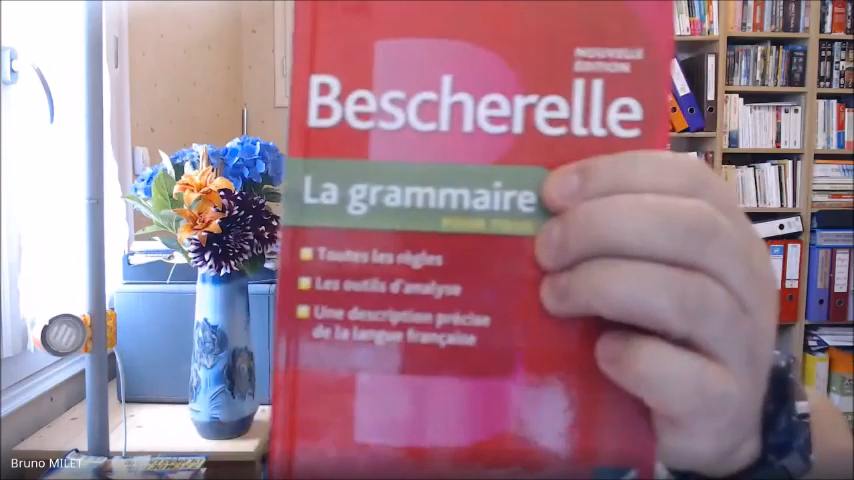 NOUVELLE
ÉDITION
Bescherelle
La grammaire
Toutes les règles
Les outils d'analyse
Une description précise
de la langue française
Bruno MILET